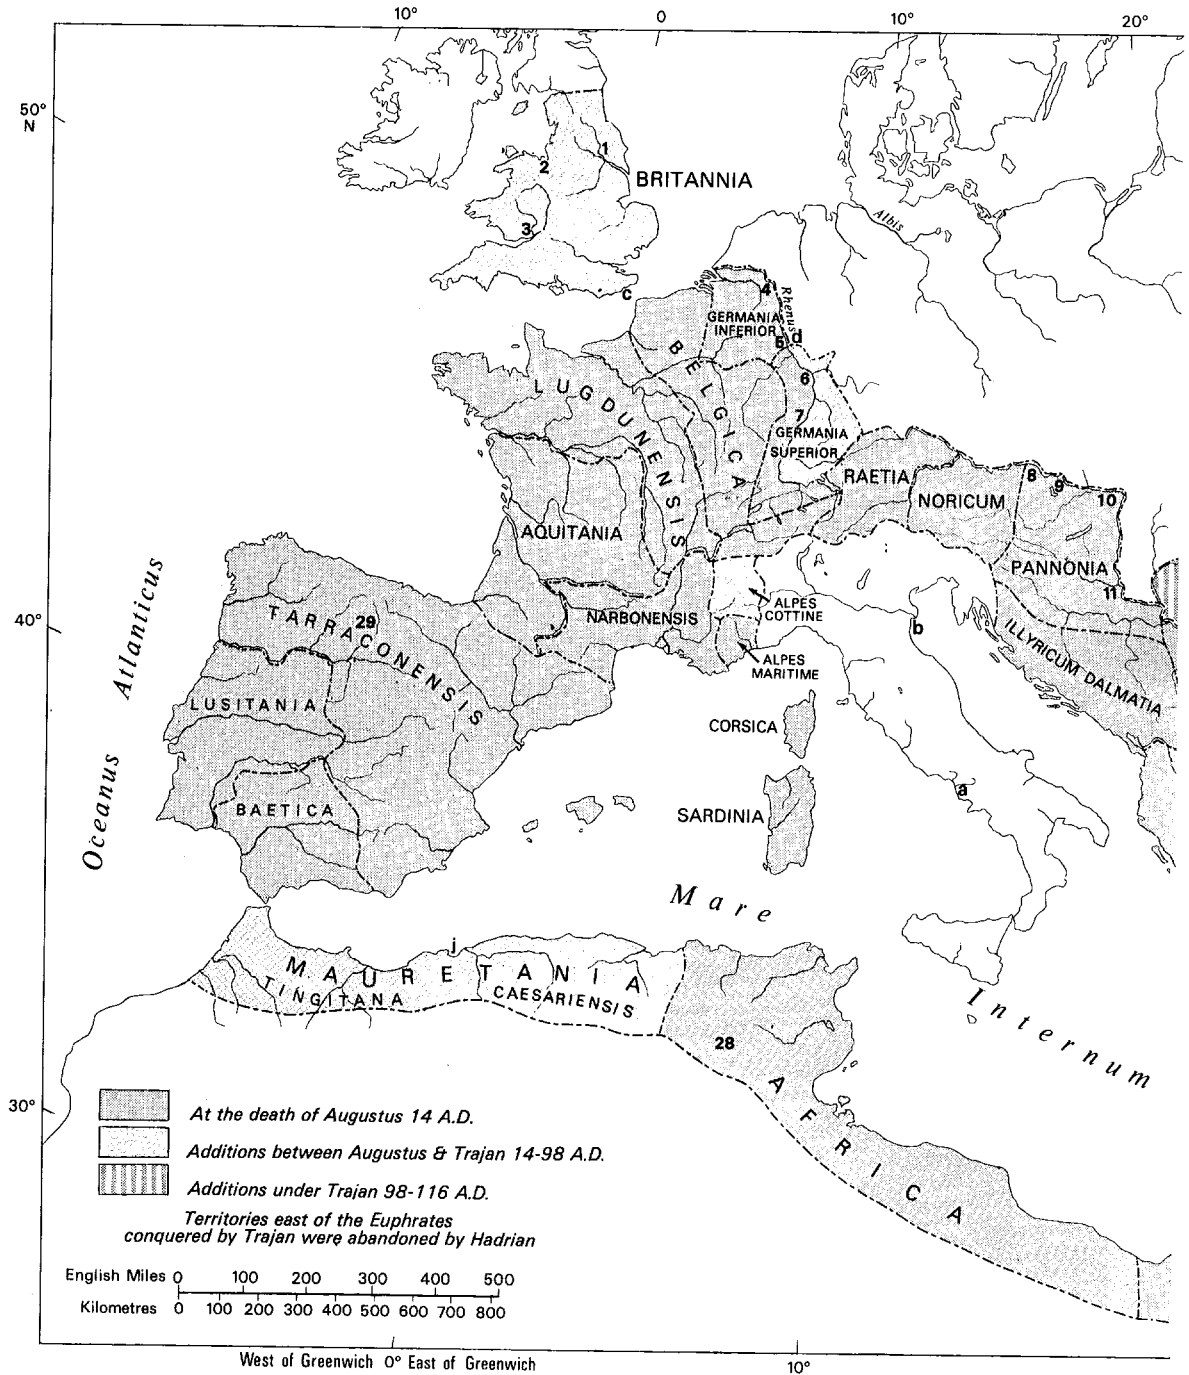 10° 0 10° 20°
50°
N
1
2
BRITANNIA
3
Albis
c
4
Rhenus
GERMANIA
INFERIOR
5 d
BELGICA
6
LUGDUNENSIS
7
GERMANIA
SUPERIOR
RAETIA
8
9
10
NORICUM
AQUITANIA
PANNONIA
11
ALPES
COTTINE
NARBONENSIS
40°
29
TARRACONENSIS
b
ILLYRICUM DALMATIA
ALPES
MARITIME
LUSITANIA
Oceanus Atlanticus
CORSICA
a
BAETICA
SARDINIA
Mare Internum
j
MAURETANIA
TINGITANA
CAESARIENSIS
28
AFRICA
30°
At the death of Augustus 14 A.D.
Additions between Augustus & Trajan 14-98 A.D.
Additions under Trajan 98-116 A.D.
Territories east of the Euphrates
conquered by Trajan were abandoned by Hadrian
English Miles 0 100 200 300 400 500
Kilometres 0 100 200 300 400 500 600 700 800
West of Greenwich 0° East of Greenwich
10°